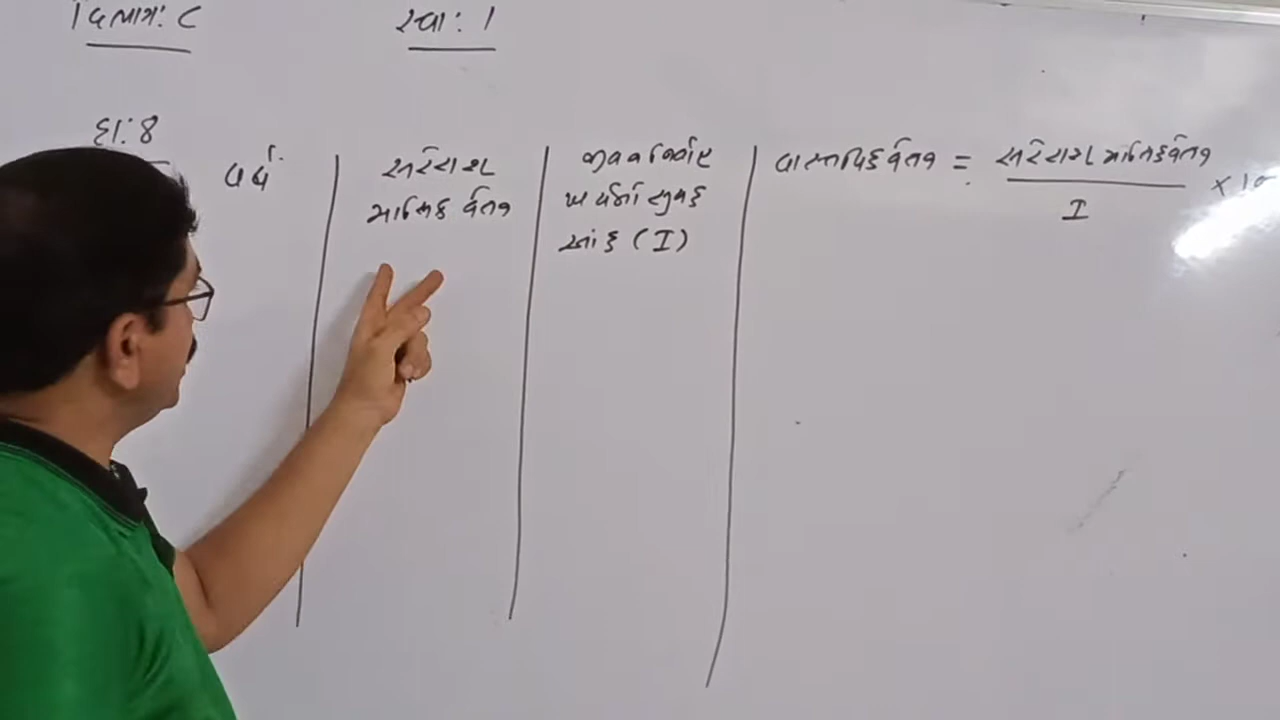 વિભાગ: C
સ્વા: 1
દા: 8
વર્ષ
સરેરાશ
માસિક વેતન
જીવનનિર્વાહ
ખર્ચનો સૂચક
આંક (I)
વાસ્તવિક વેતન = સરેરાશ માસિક વેતન
I
× 10